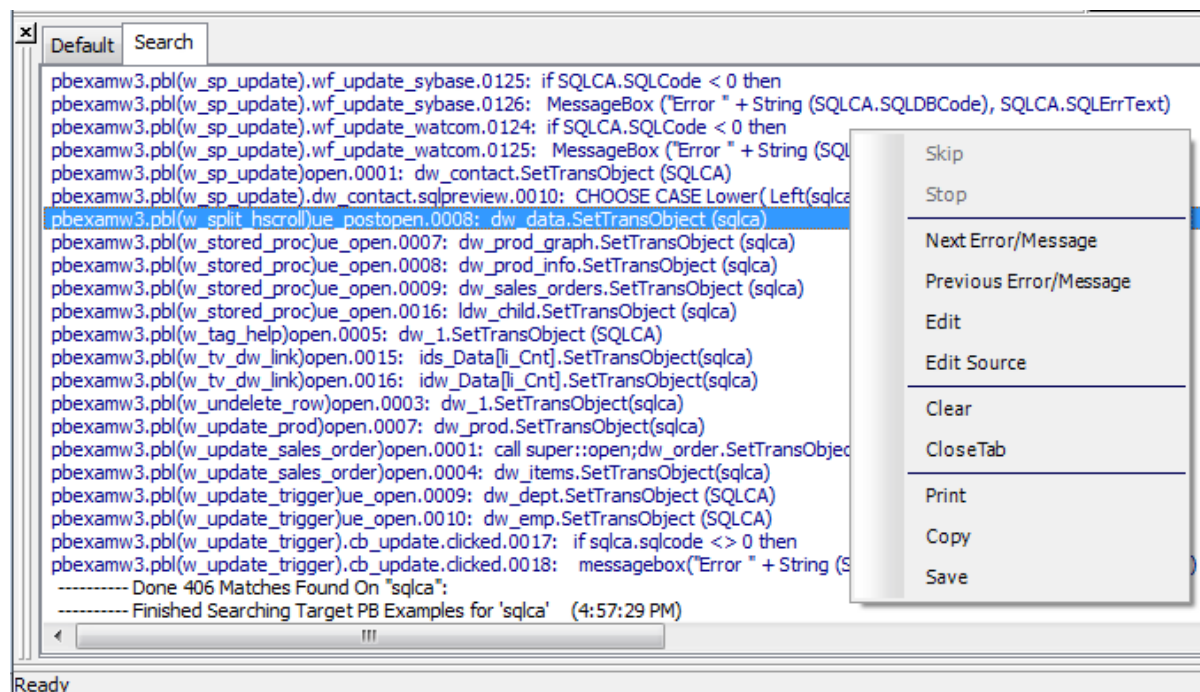 Default Search
pbexamw3.pbl(w_sp_update).wf_update_sybase.0125: if SQLCA.SQLCode < 0 then
pbexamw3.pbl(w_sp_update).wf_update_sybase.0126: MessageBox ("Error " + String (SQLCA.SQLDBCode), SQLCA.SQLErrText)
pbexamw3.pbl(w_sp_update).wf_update_watcom.0124: if SQLCA.SQLCode < 0 then
pbexamw3.pbl(w_sp_update).wf_update_watcom.0125: MessageBox ("Error " + String (SQL
pbexamw3.pbl(w_sp_update)open.0001: dw_contact.SetTransObject (SQLCA)
pbexamw3.pbl(w_sp_update).dw_contact.sqlpreview.0010: CHOOSE CASE Lower( Left(sqlca
pbexamw3.pbl(w_split_hscroll)ue_postopen.0008: dw_data.SetTransObject (sqlca)
pbexamw3.pbl(w_stored_proc)ue_open.0007: dw_prod_graph.SetTransObject (sqlca)
pbexamw3.pbl(w_stored_proc)ue_open.0008: dw_prod_info.SetTransObject (sqlca)
pbexamw3.pbl(w_stored_proc)ue_open.0009: dw_sales_orders.SetTransObject (sqlca)
pbexamw3.pbl(w_stored_proc)ue_open.0016: ldw_child.SetTransObject (sqlca)
pbexamw3.pbl(w_tag_help)open.0005: dw_1.SetTransObject (SQLCA)
pbexamw3.pbl(w_tv_dw_link)open.0015: ids_Data[li_Cnt].SetTransObject(sqlca)
pbexamw3.pbl(w_tv_dw_link)open.0016: idw_Data[li_Cnt].SetTransObject(sqlca)
pbexamw3.pbl(w_undelete_row)open.0003: dw_1.SetTransObject(sqlca)
pbexamw3.pbl(w_update_prod)open.0007: dw_prod.SetTransObject(sqlca)
pbexamw3.pbl(w_update_sales_order)open.0001: call super::open;dw_order.SetTransObjec
pbexamw3.pbl(w_update_sales_order)open.0004: dw_items.SetTransObject(sqlca)
pbexamw3.pbl(w_update_trigger)ue_open.0009: dw_dept.SetTransObject (SQLCA)
pbexamw3.pbl(w_update_trigger)ue_open.0010: dw_emp.SetTransObject (SQLCA)
pbexamw3.pbl(w_update_trigger).cb_update.clicked.0017: if sqlca.sqlcode <> 0 then
pbexamw3.pbl(w_update_trigger).cb_update.clicked.0018: messagebox("Error " + String (S
---------- Done 406 Matches Found On "sqlca":
---------- Finished Searching Target PB Examples for 'sqlca' (4:57:29 PM)
Skip
Stop
Next Error/Message
Previous Error/Message
Edit
Edit Source
Clear
CloseTab
Print
Copy
Save
Ready